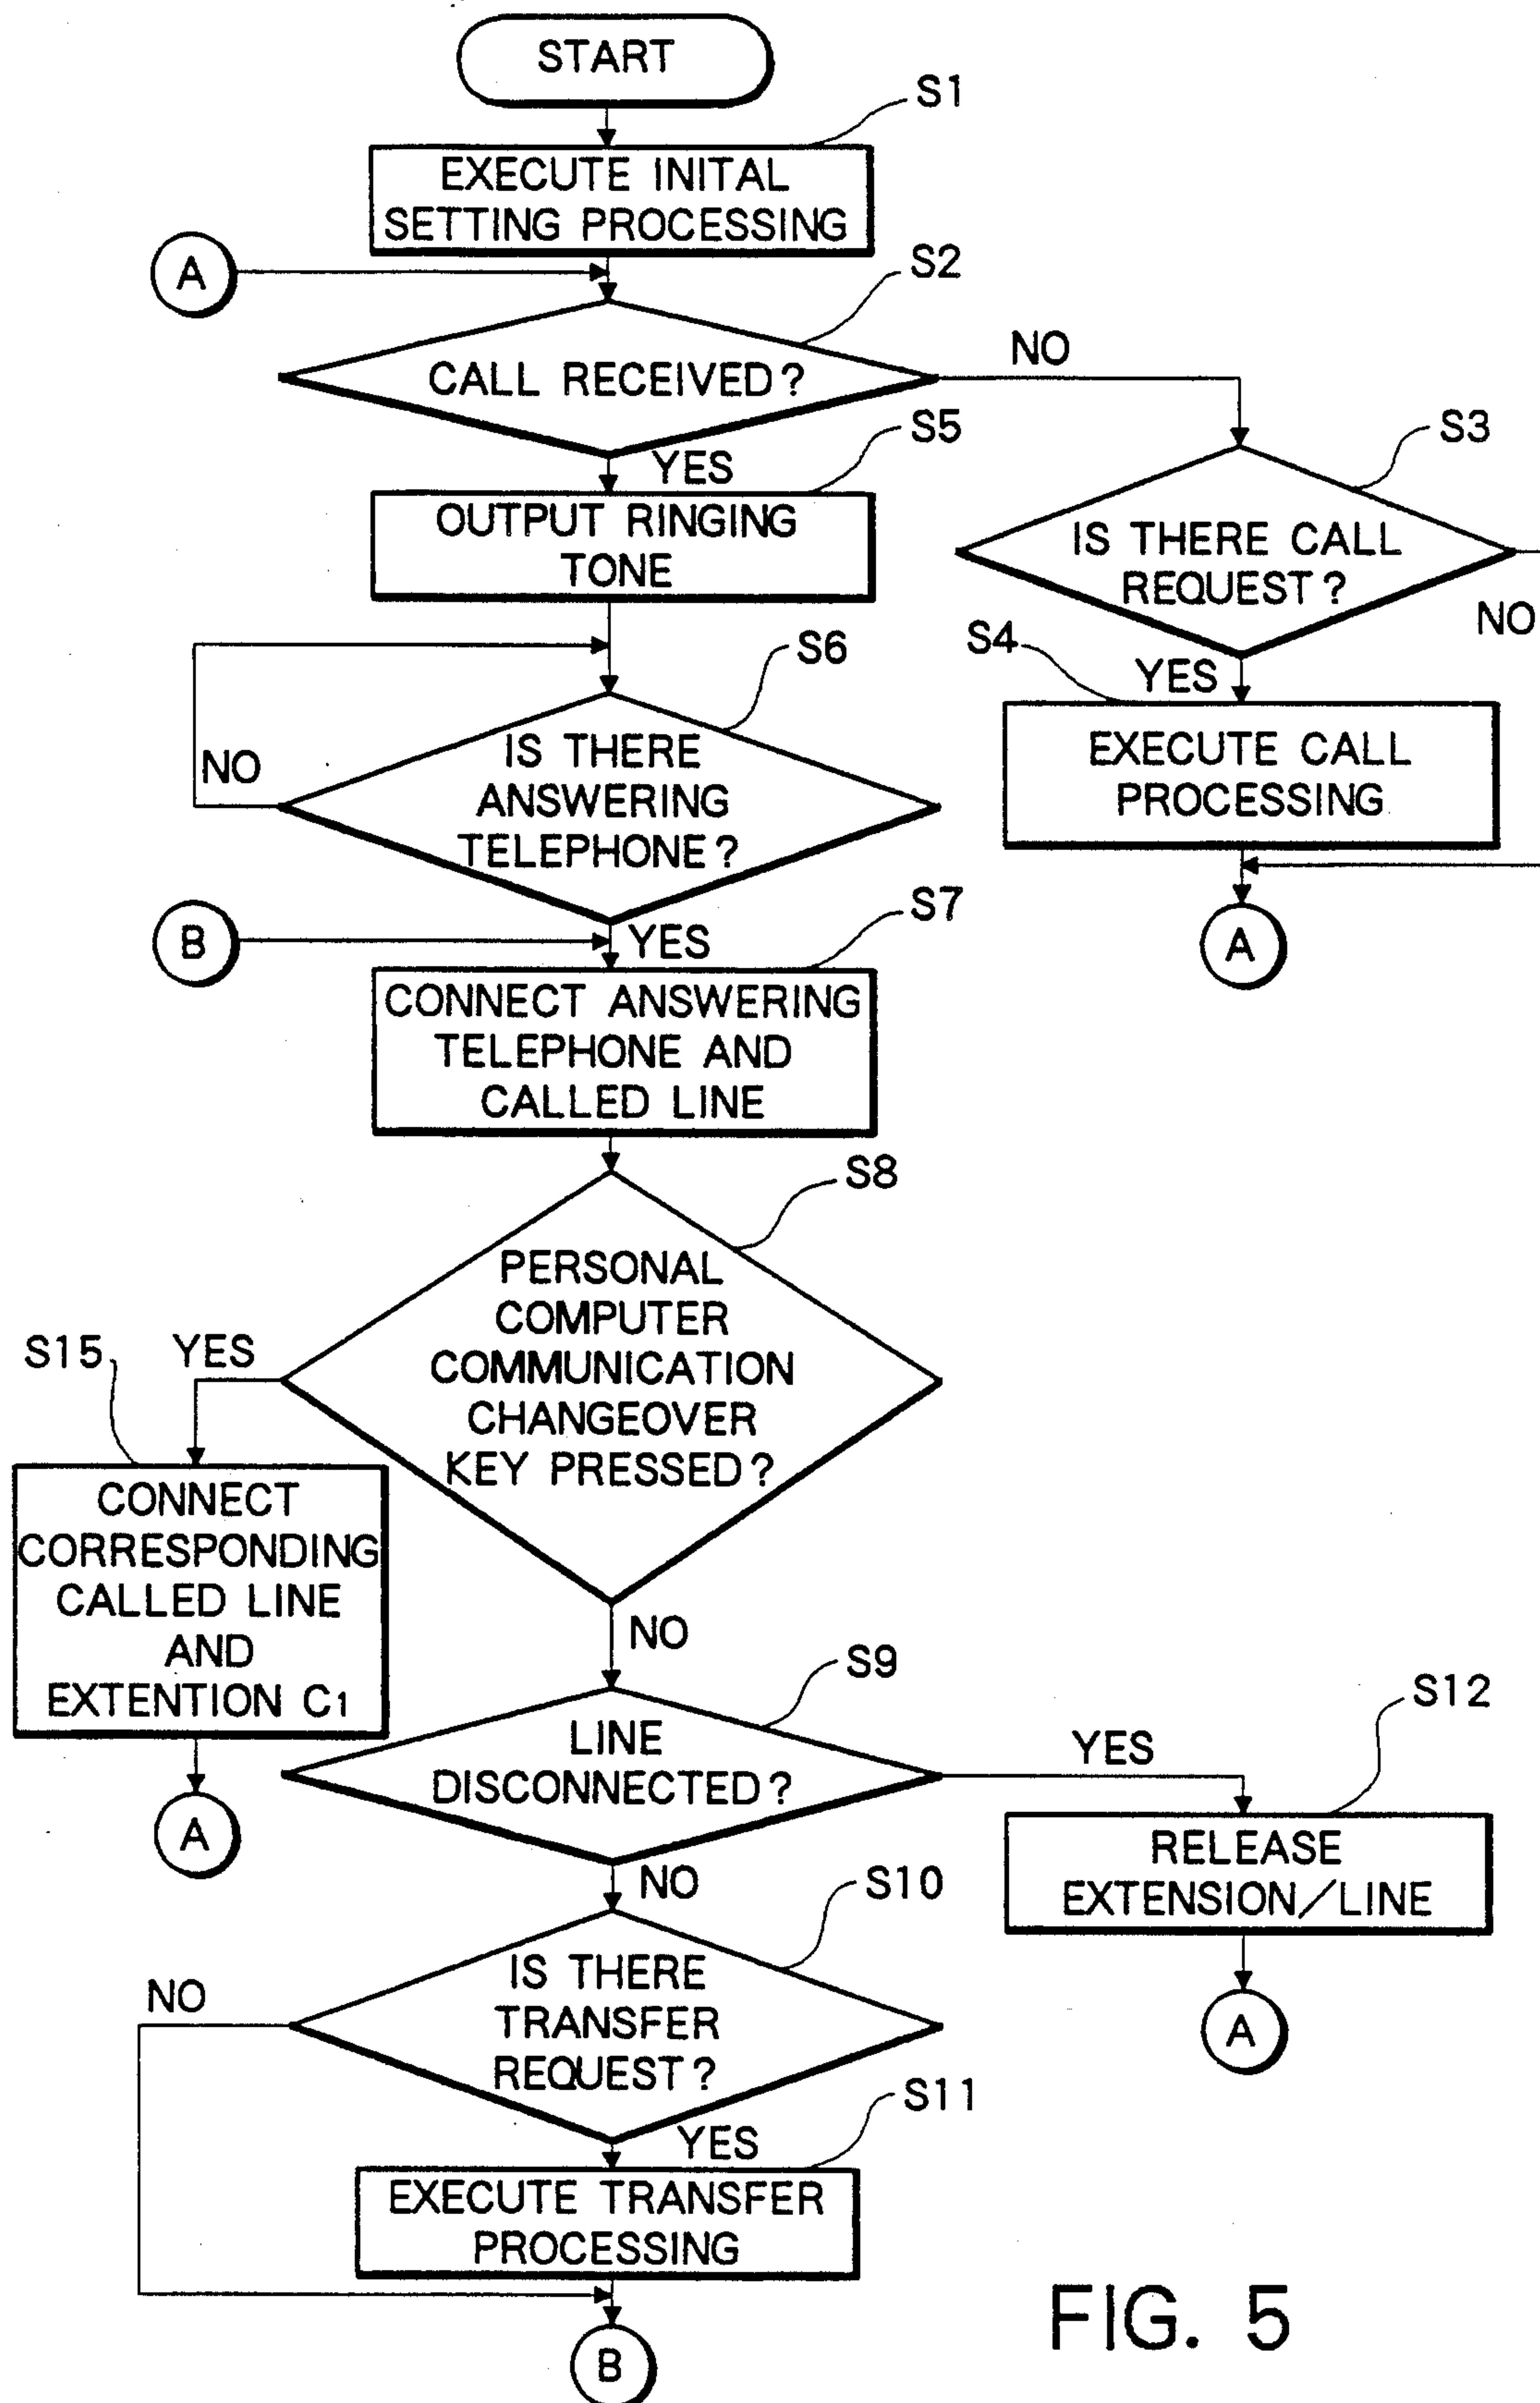 START
S1
EXECUTE INITAL
SETTING PROCESSING
A
S2
CALL RECEIVED?
NO
S5
YES
S3
OUTPUT RINGING
TONE
IS THERE CALL
REQUEST?
NO
S6
S4
YES
IS THERE
ANSWERING
TELEPHONE?
NO
EXECUTE CALL
PROCESSING
B
YES
S7
A
CONNECT ANSWERING
TELEPHONE AND
CALLED LINE
S8
PERSONAL
COMPUTER
COMMUNICATION
CHANGEOVER
KEY PRESSED?
S15
YES
CONNECT
CORRESPONDING
CALLED LINE
AND
EXTENTION C1
NO
S9
S12
A
LINE
DISCONNECTED?
YES
RELEASE
EXTENSION/LINE
NO
S10
A
IS THERE
TRANSFER
REQUEST?
NO
S11
YES
EXECUTE TRANSFER
PROCESSING
B
FIG. 5